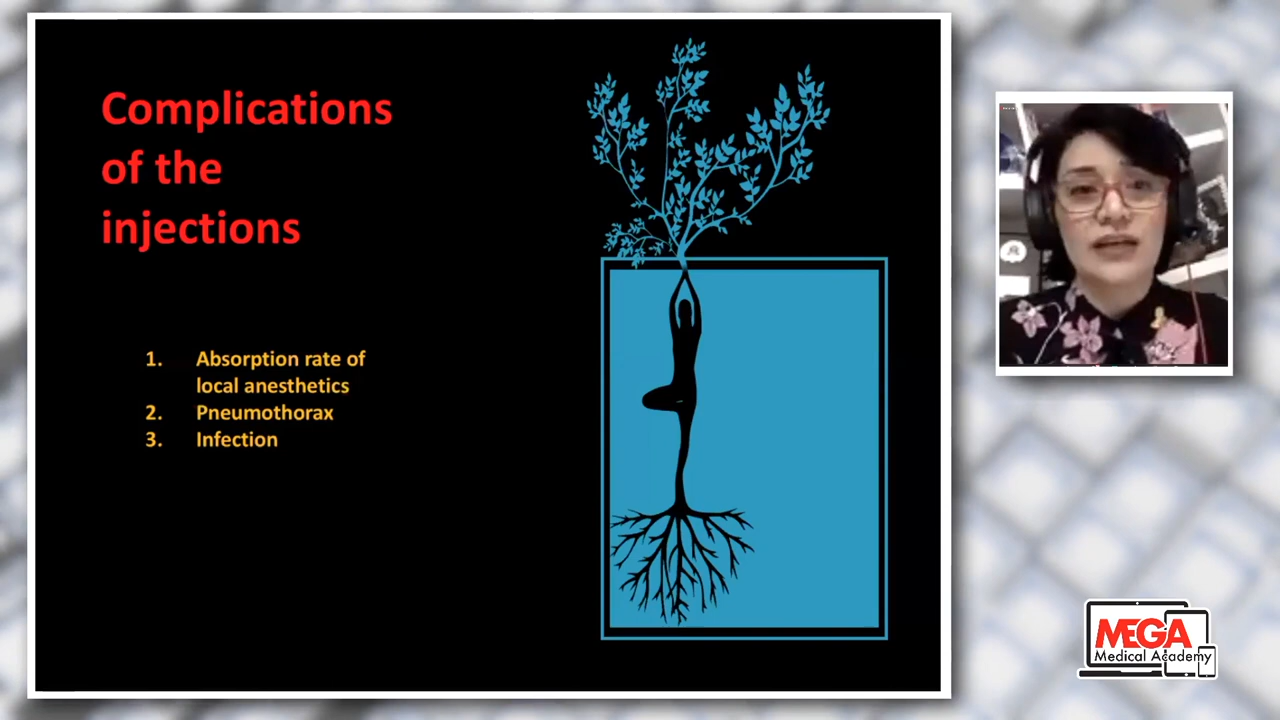 Complications
of the
injections
1. Absorption rate of
local anesthetics
2. Pneumothorax
3. Infection
MEGA
Medical Academy